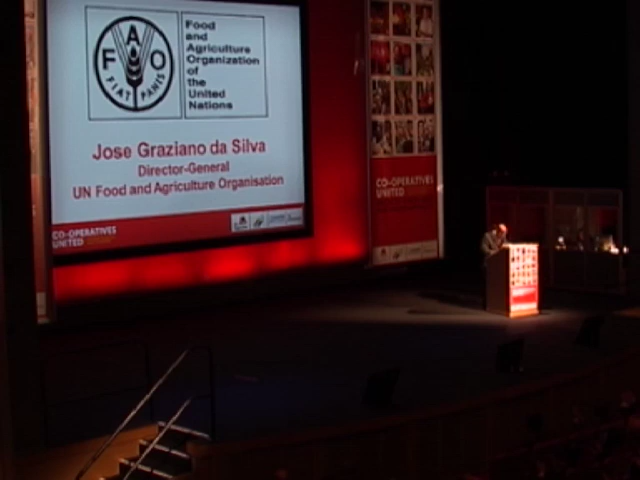 F A O
FIAT PANIS
Food
and
Agriculture
Organization
of
the
United
Nations
Jose Graziano da Silva
Director-General
UN Food and Agriculture Organisation
CO-OPERATIVES
UNITED
CO-OPERATIVES
UNITED